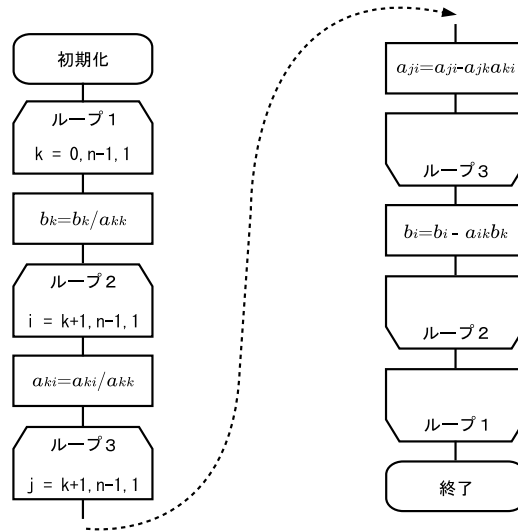 初期化
ループ1
k = 0, n-1, 1
bk=bk/akk
ループ2
i = k+1, n-1, 1
aki=aki/akk
ループ3
j = k+1, n-1, 1
aji=aji-ajkaki
ループ3
bi=bi - aikbk
ループ2
ループ1
終了